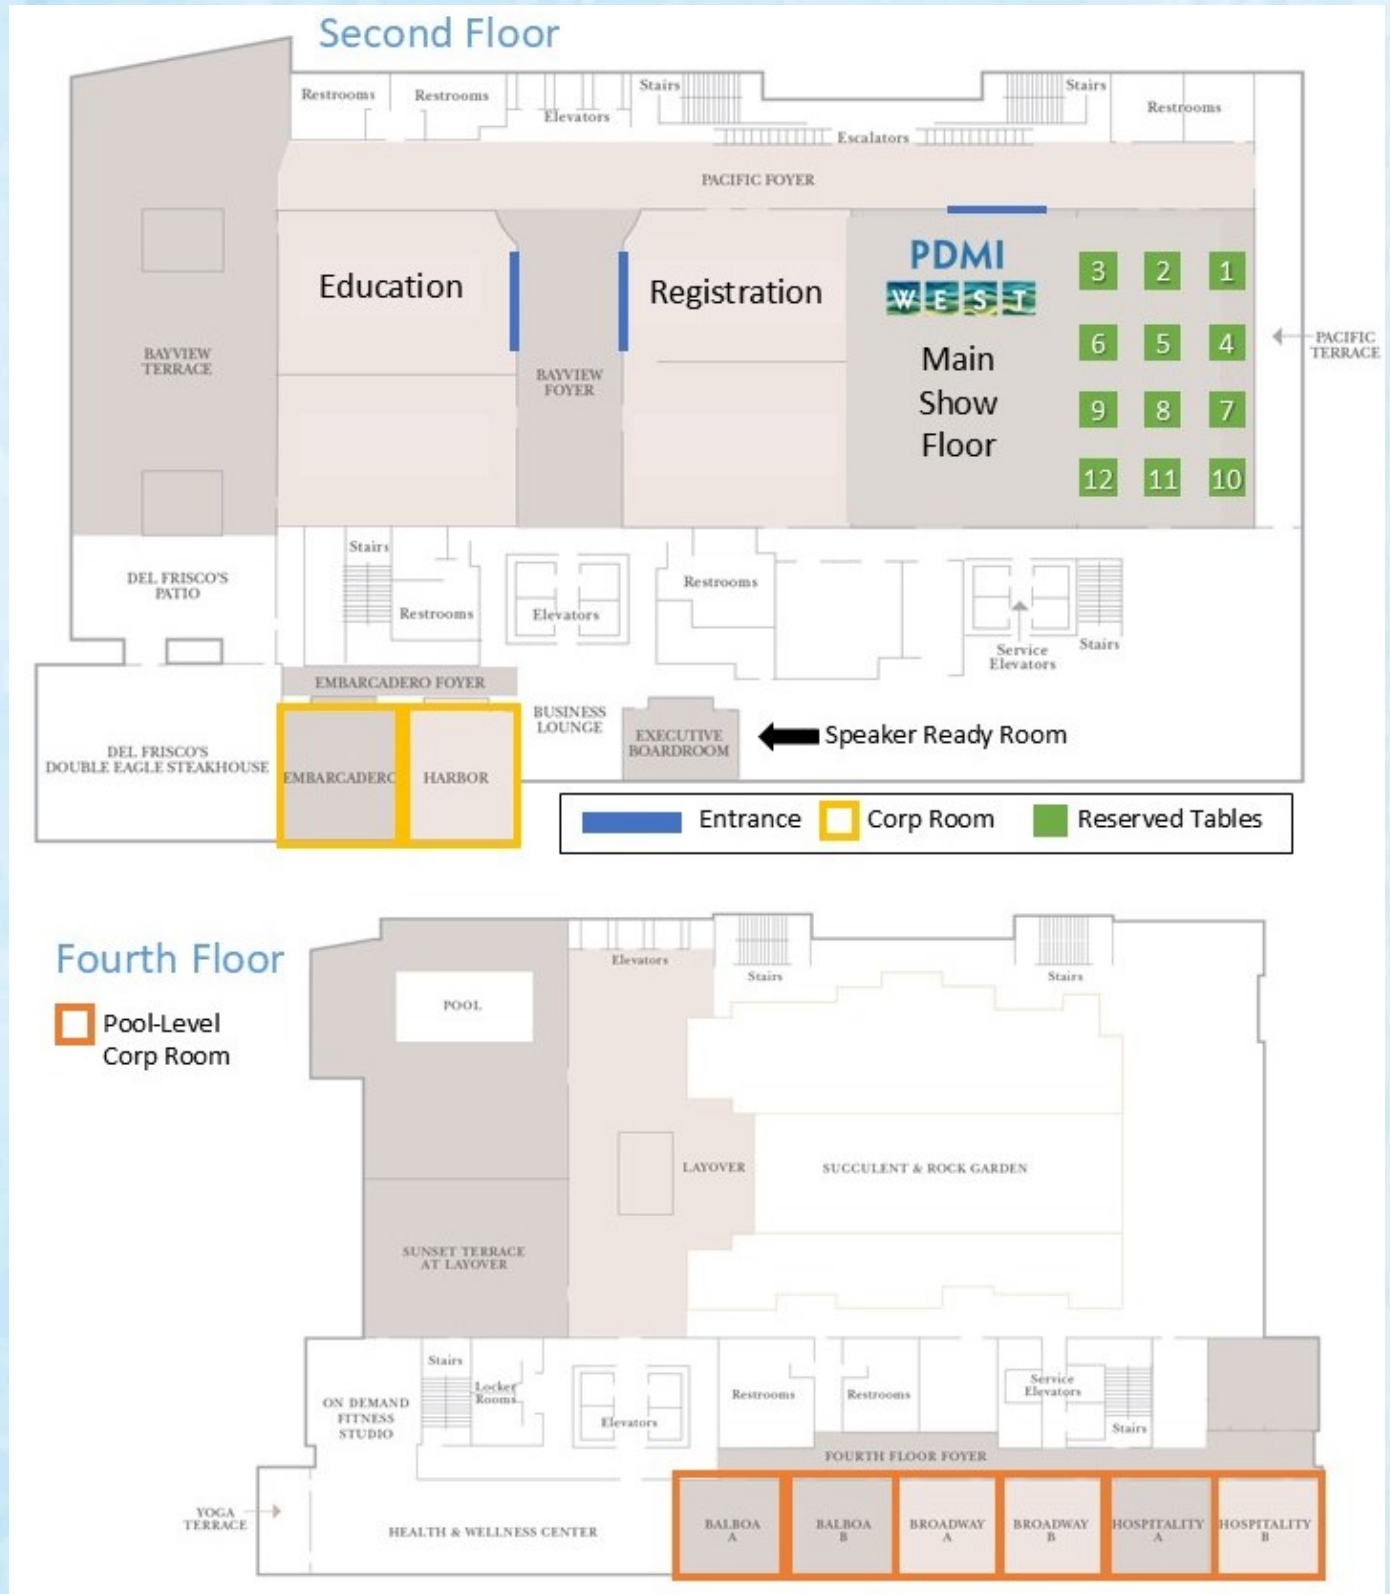 Second Floor
Restrooms
Restrooms
Elevators
Stairs
Escalators
Stairs
Restrooms
PACIFIC FOYER
Education
Registration
PDMI
WEST
Main
Show
Floor
3 2 1
6 5 4
9 8 7
12 11 10
PACIFIC
TERRACE
BAYVIEW
TERRACE
BAYVIEW
FOYER
DEL FRISCO'S
PATIO
Stairs
Restrooms
Elevators
Restrooms
Service
Elevators
Stairs
EMBARCADERO FOYER
BUSINESS
LOUNGE
EXECUTIVE
BOARDROOM
Speaker Ready Room
DEL FRISCO'S
DOUBLE EAGLE STEAKHOUSE
EMBARCADERO
HARBOR
Entrance
Corp Room
Reserved Tables
Fourth Floor
Pool-Level
Corp Room
POOL
Elevators
Stairs
Stairs
LAYOVER
SUCCULENT & ROCK GARDEN
SUNSET TERRACE
AT LAYOVER
ON DEMAND
FITNESS
STUDIO
Stairs
Locker
Rooms
Elevators
Restrooms
Restrooms
Service
Elevators
Stairs
FOURTH FLOOR FOYER
YOGA
TERRACE
HEALTH & WELLNESS CENTER
BALBOA
A
BALBOA
B
BROADWAY
A
BROADWAY
B
HOSPITALITY
A
HOSPITALITY
B